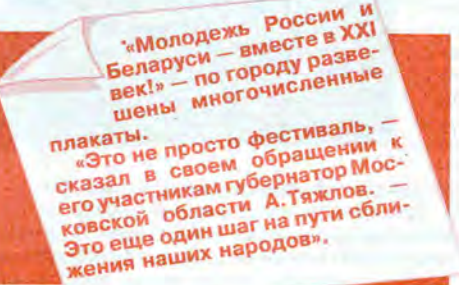 «Молодежь России и
Беларуси — вместе в XXI
век!» — по городу разве-
шены многочисленные
плакаты.
«Это не просто фестиваль, —
сказал в своем обращении к
его участникам губернатор Мос-
ковской области А.Тяжлов. —
Это еще один шаг на пути сбли-
жения наших народов».